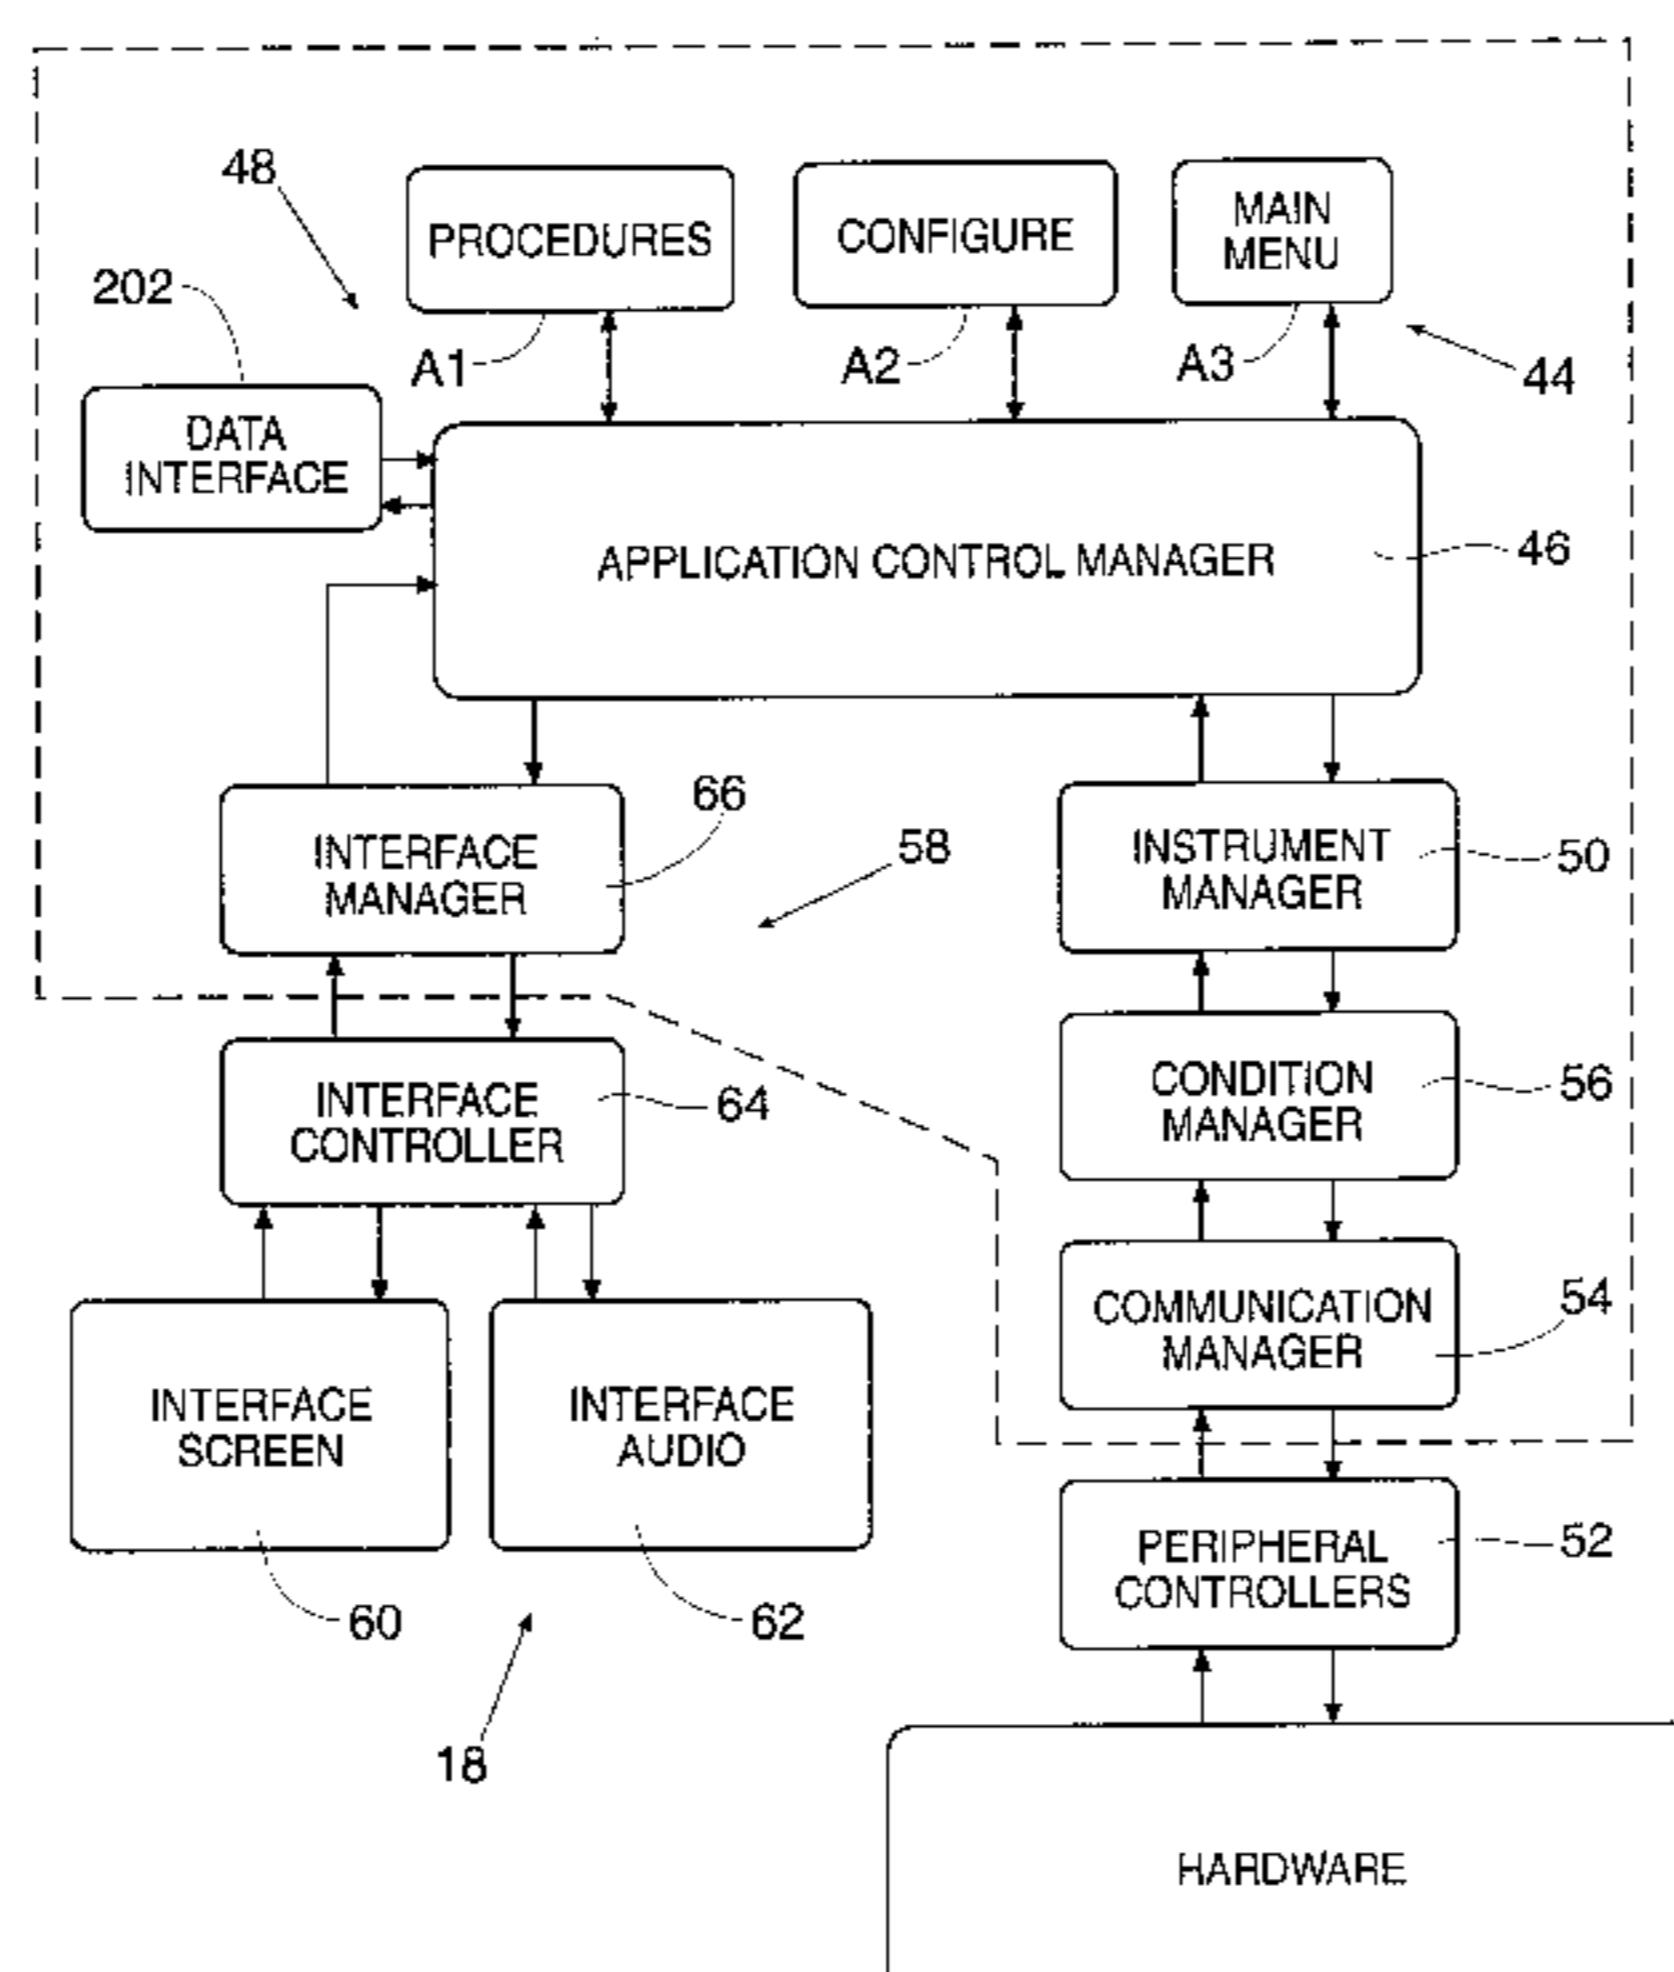 48
PROCEDURES
CONFIGURE
MAIN
MENU
202
A1
A2
A3
44
DATA
INTERFACE
APPLICATION CONTROL MANAGER
46
66
INTERFACE
MANAGER
58
INSTRUMENT
MANAGER
50
INTERFACE
CONTROLLER
64
CONDITION
MANAGER
56
COMMUNICATION
MANAGER
54
INTERFACE
SCREEN
INTERFACE
AUDIO
60
62
PERIPHERAL
CONTROLLERS
52
18
HARDWARE